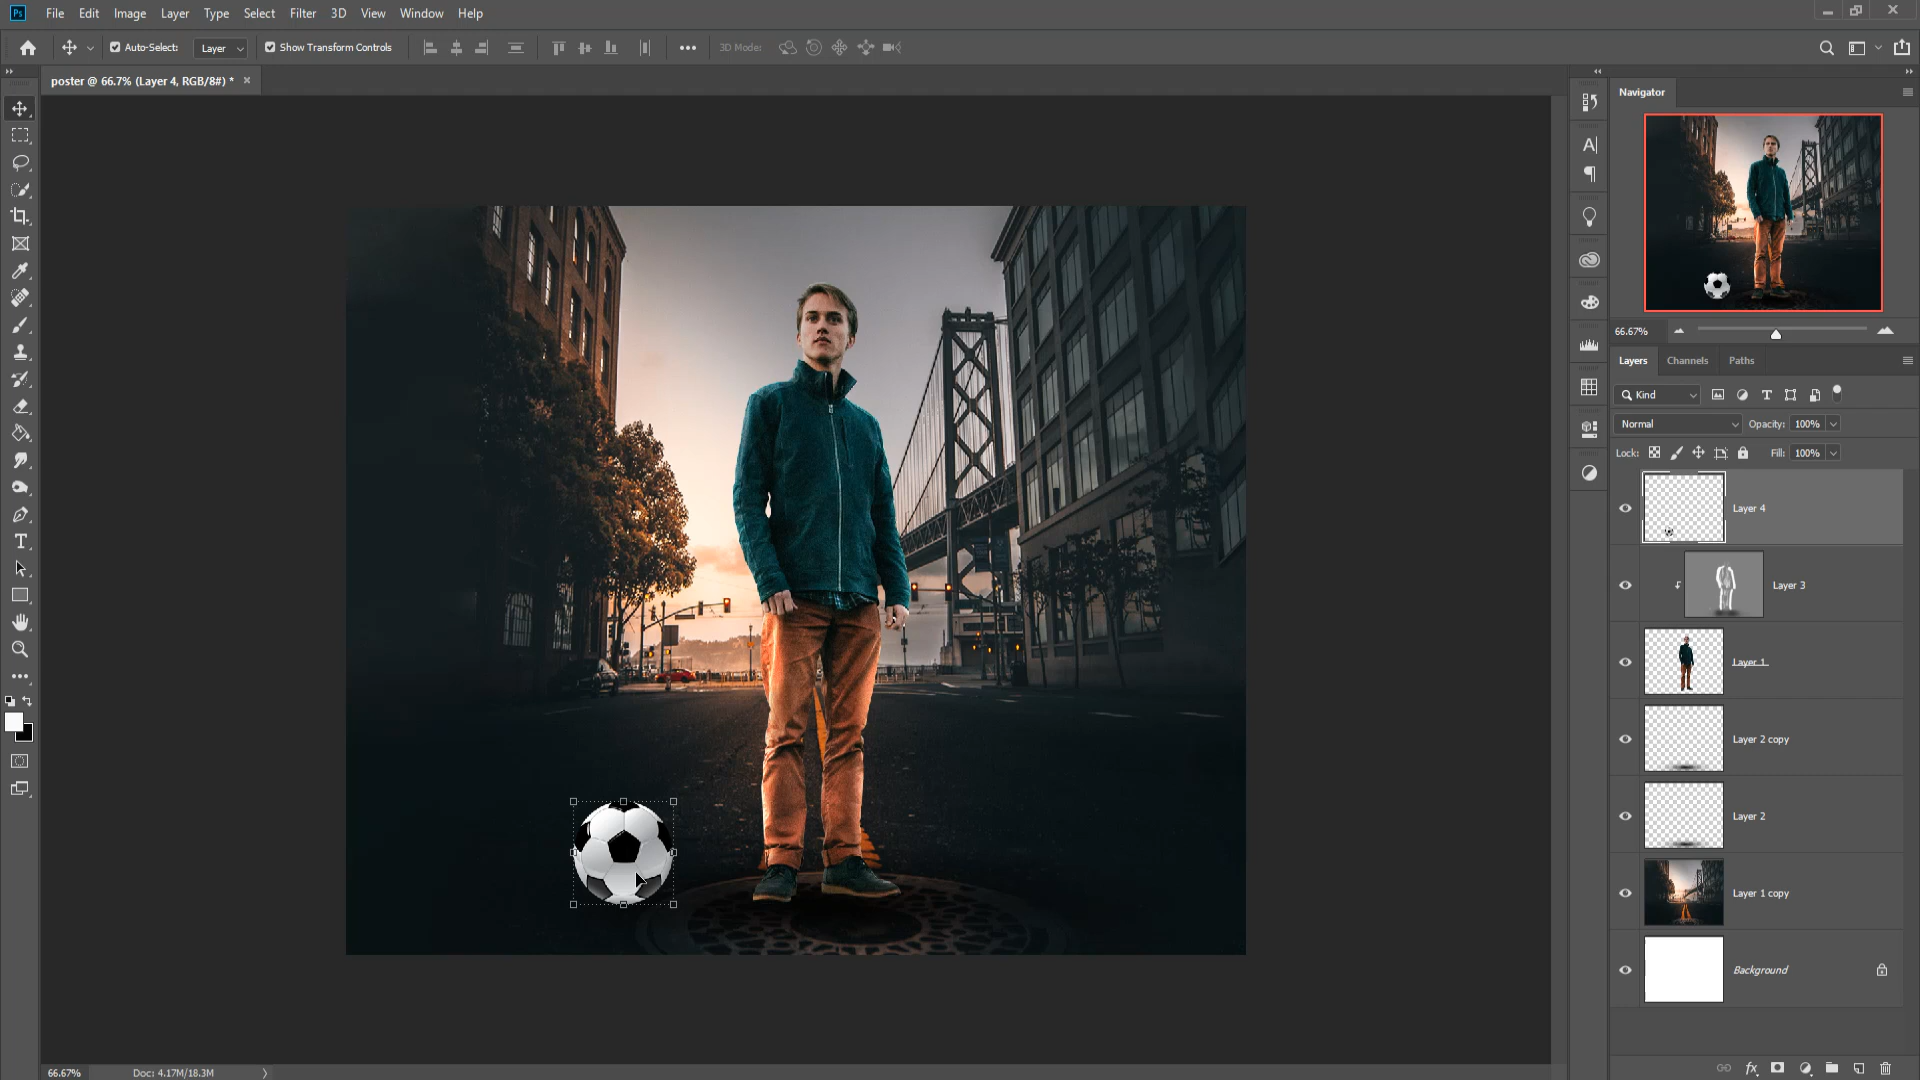 Ps File Edit Image Layer Type Select Filter 3D View Window Help
Auto-Select: Layer Show Transform Controls 3D Mode:
poster @ 66.7% (Layer 4, RGB/8#) *
Navigator
66.67%
Layers Channels Paths
Kind
Normal Opacity: 100%
Lock: Fill: 100%
Layer 4
Layer 3
Layer 1
Layer 2 copy
Layer 2
Layer 1 copy
Background
66.67% Doc: 4.17M/18.3M